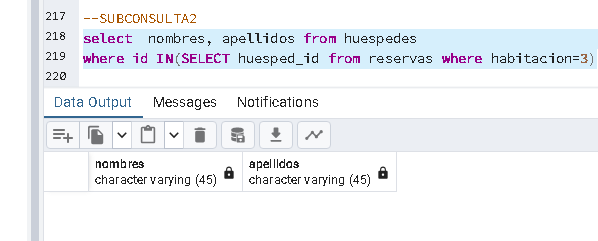 217 --SUBCONSULTA2
218 select  nombres, apellidos from huespedes
219 where id IN(SELECT huesped_id from reservas where habitacion=3)
220
Data Output Messages Notifications
nombres apellidos
character varying (45) character varying (45)